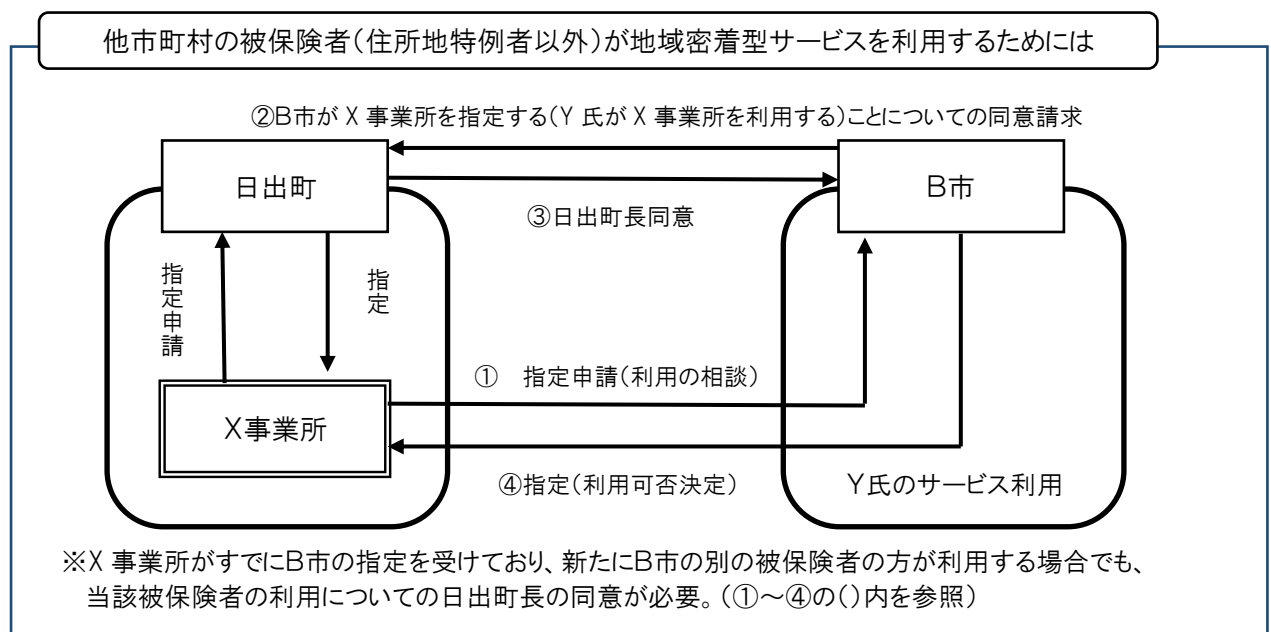 他市町村の被保険者(住所地特例者以外)が地域密着型サービスを利用するためには
②B市が X 事業所を指定する(Y 氏が X 事業所を利用する)ことについての同意請求
日出町
B市
③日出町長同意
指定申請
指定
① 指定申請(利用の相談)
X事業所
④指定(利用可否決定)
Y氏のサービス利用
※X 事業所がすでにB市の指定を受けており、新たにB市の別の被保険者の方が利用する場合でも、
当該被保険者の利用についての日出町長の同意が必要。(①~④の()内を参照)